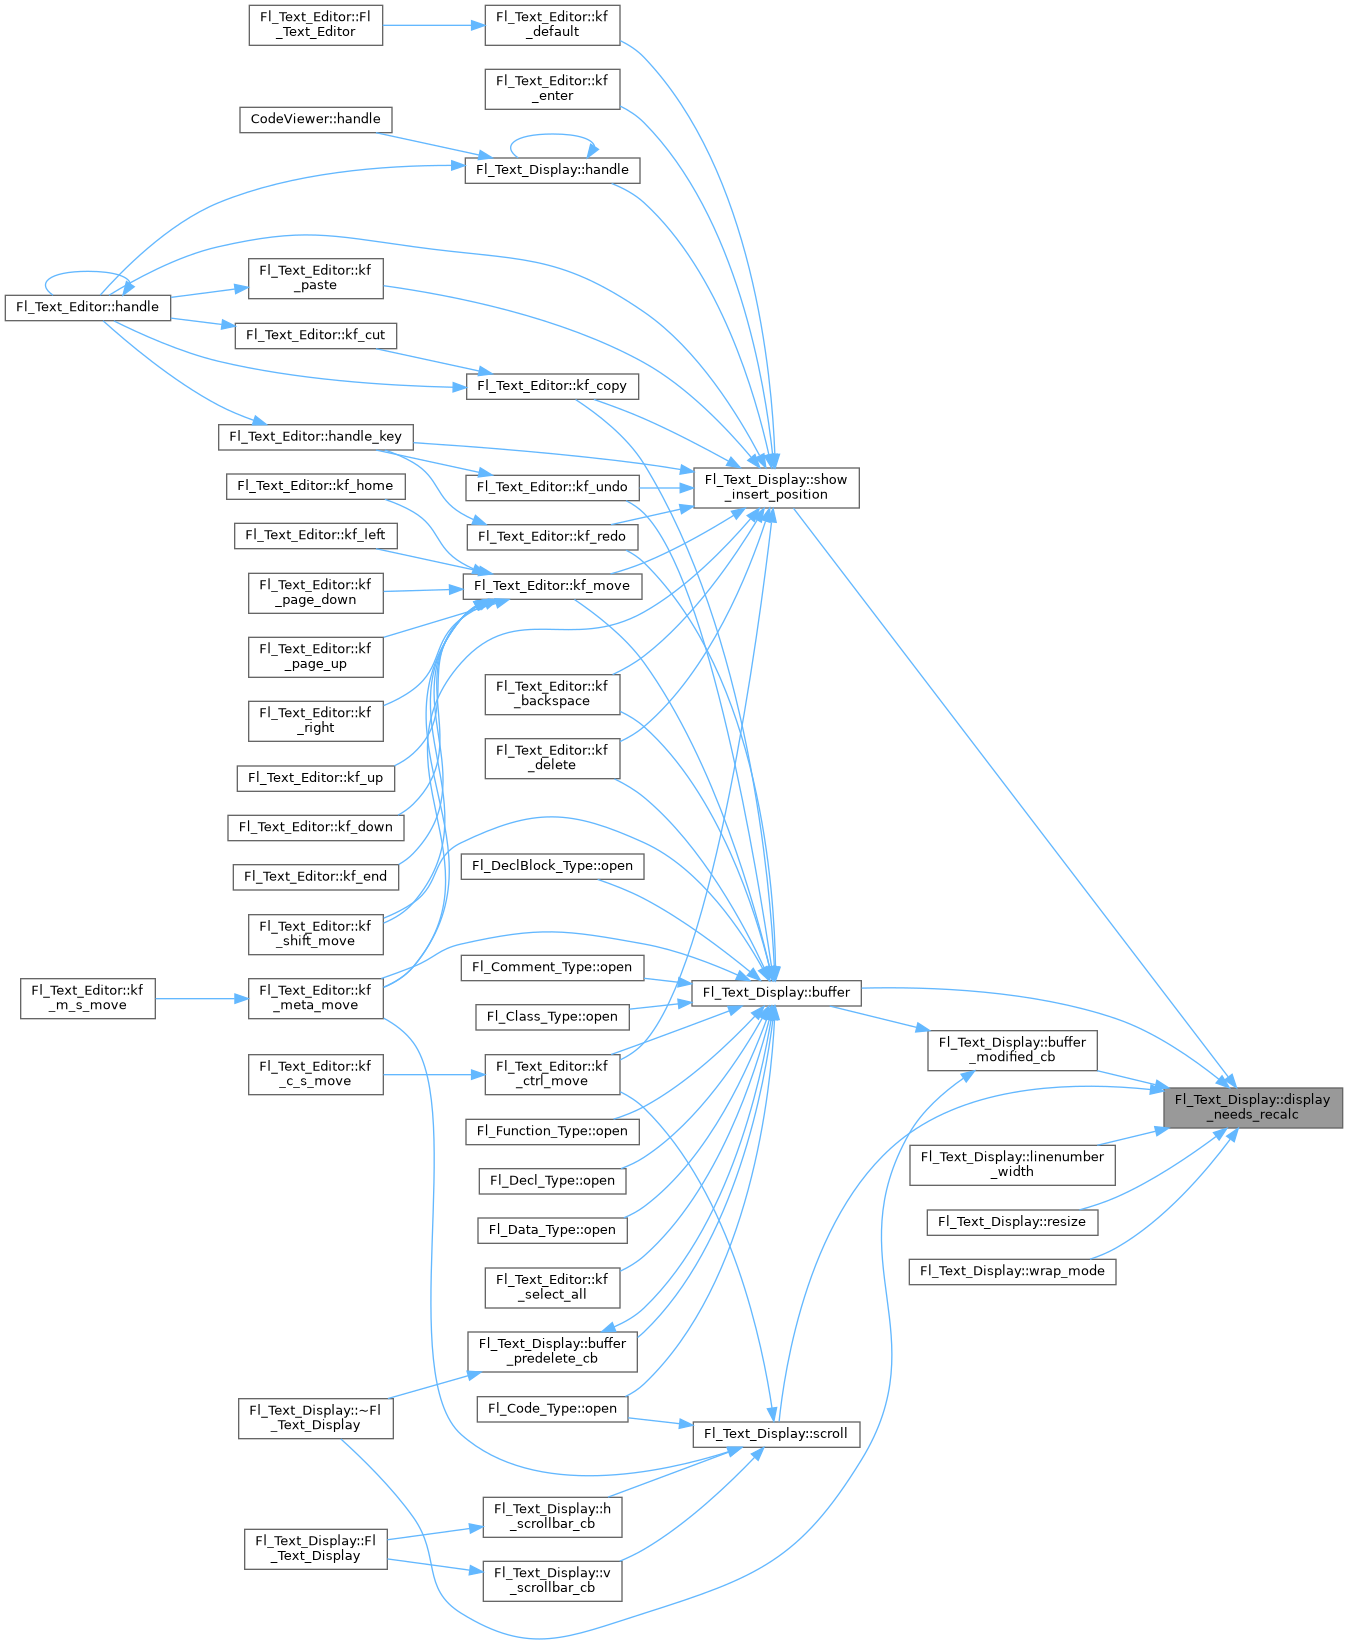 Fl_Text_Editor::Fl
_Text_Editor
Fl_Text_Editor::kf
_default
Fl_Text_Editor::kf
_enter
CodeViewer::handle
Fl_Text_Display::handle
Fl_Text_Editor::kf
_paste
Fl_Text_Editor::handle
Fl_Text_Editor::kf_cut
Fl_Text_Editor::kf_copy
Fl_Text_Editor::handle_key
Fl_Text_Editor::kf_home
Fl_Text_Editor::kf_undo
Fl_Text_Display::show
_insert_position
Fl_Text_Editor::kf_left
Fl_Text_Editor::kf_redo
Fl_Text_Editor::kf
_page_down
Fl_Text_Editor::kf_move
Fl_Text_Editor::kf
_page_up
Fl_Text_Editor::kf
_backspace
Fl_Text_Editor::kf
_right
Fl_Text_Editor::kf
_delete
Fl_Text_Editor::kf_up
Fl_Text_Editor::kf_down
Fl_DeclBlock_Type::open
Fl_Text_Editor::kf_end
Fl_Text_Editor::kf
_shift_move
Fl_Comment_Type::open
Fl_Text_Editor::kf
_m_s_move
Fl_Text_Editor::kf
_meta_move
Fl_Text_Display::buffer
Fl_Class_Type::open
Fl_Text_Display::buffer
_modified_cb
Fl_Text_Editor::kf
_c_s_move
Fl_Text_Editor::kf
_ctrl_move
Fl_Text_Display::display
_needs_recalc
Fl_Function_Type::open
Fl_Text_Display::linenumber
_width
Fl_Decl_Type::open
Fl_Text_Display::resize
Fl_Data_Type::open
Fl_Text_Display::wrap_mode
Fl_Text_Editor::kf
_select_all
Fl_Text_Display::buffer
_predelete_cb
Fl_Text_Display::~Fl
_Text_Display
Fl_Code_Type::open
Fl_Text_Display::scroll
Fl_Text_Display::h
_scrollbar_cb
Fl_Text_Display::Fl
_Text_Display
Fl_Text_Display::v
_scrollbar_cb